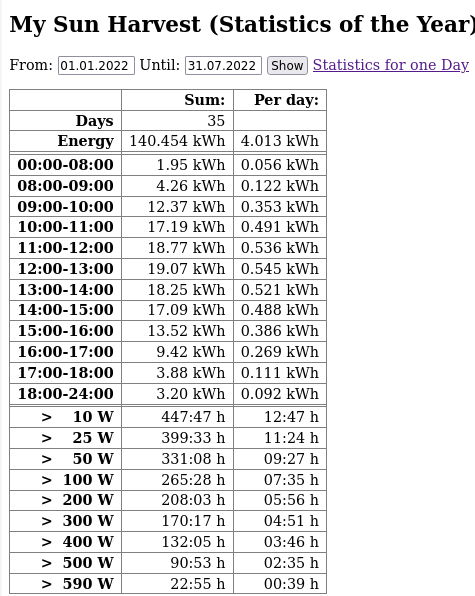 My Sun Harvest (Statistics of the Year)
From: 01.01.2022 Until: 31.07.2022 Show Statistics for one Day
Sum: Per day:
Days 35
Energy 140.454 kWh 4.013 kWh
00:00-08:00 1.95 kWh 0.056 kWh
08:00-09:00 4.26 kWh 0.122 kWh
09:00-10:00 12.37 kWh 0.353 kWh
10:00-11:00 17.19 kWh 0.491 kWh
11:00-12:00 18.77 kWh 0.536 kWh
12:00-13:00 19.07 kWh 0.545 kWh
13:00-14:00 18.25 kWh 0.521 kWh
14:00-15:00 17.09 kWh 0.488 kWh
15:00-16:00 13.52 kWh 0.386 kWh
16:00-17:00 9.42 kWh 0.269 kWh
17:00-18:00 3.88 kWh 0.111 kWh
18:00-24:00 3.20 kWh 0.092 kWh
> 10 W 447:47 h 12:47 h
> 25 W 399:33 h 11:24 h
> 50 W 331:08 h 09:27 h
> 100 W 265:28 h 07:35 h
> 200 W 208:03 h 05:56 h
> 300 W 170:17 h 04:51 h
> 400 W 132:05 h 03:46 h
> 500 W 90:53 h 02:35 h
> 590 W 22:55 h 00:39 h